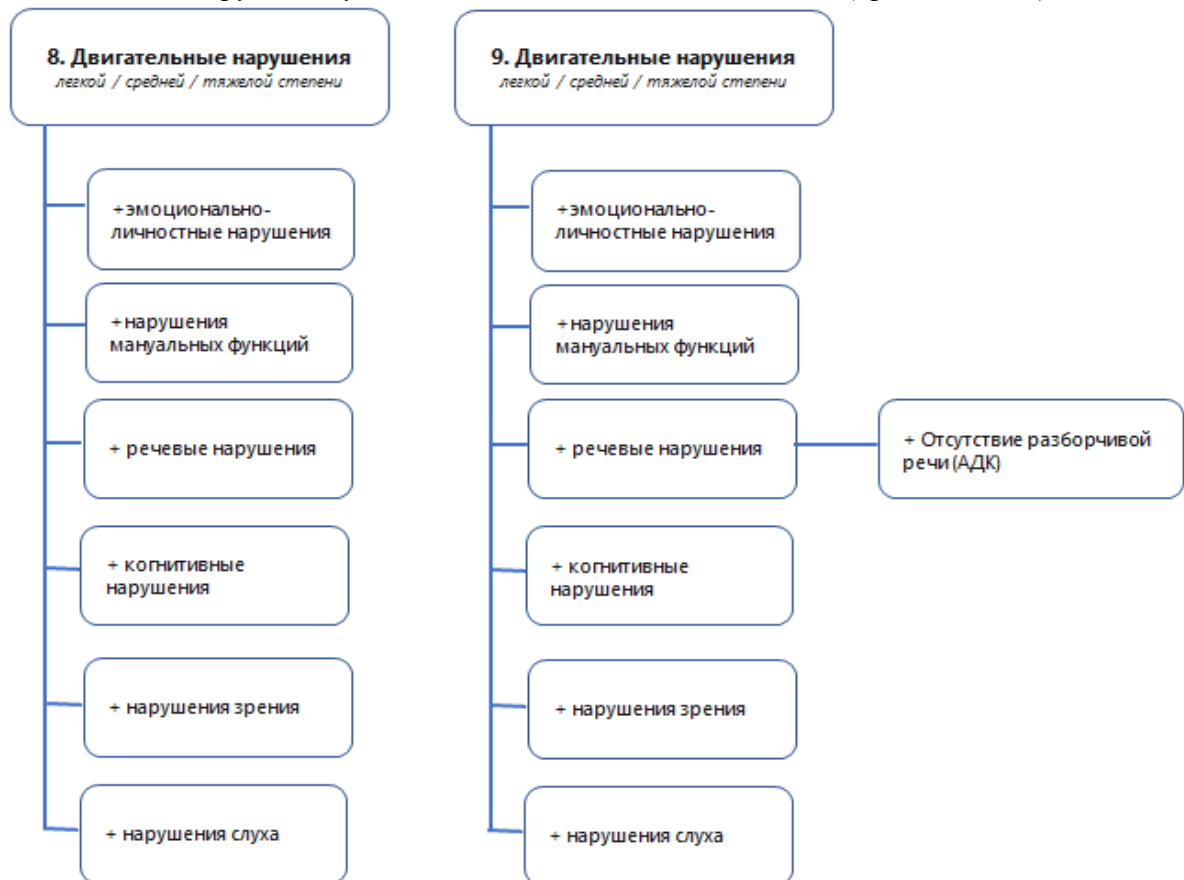 8. Двигательные нарушения
легкой / средней / тяжелой степени
+эмоционально-
личностные нарушения
+нарушения
мануальных функций
+ речевые нарушения
+ когнитивные
нарушения
+ нарушения зрения
+ нарушения слуха
9. Двигательные нарушения
легкой / средней / тяжелой степени
+эмоционально-
личностные нарушения
+нарушения
мануальных функций
+ речевые нарушения
+ Отсутствие разборчивой
речи (АДК)
+ когнитивные
нарушения
+ нарушения зрения
+ нарушения слуха